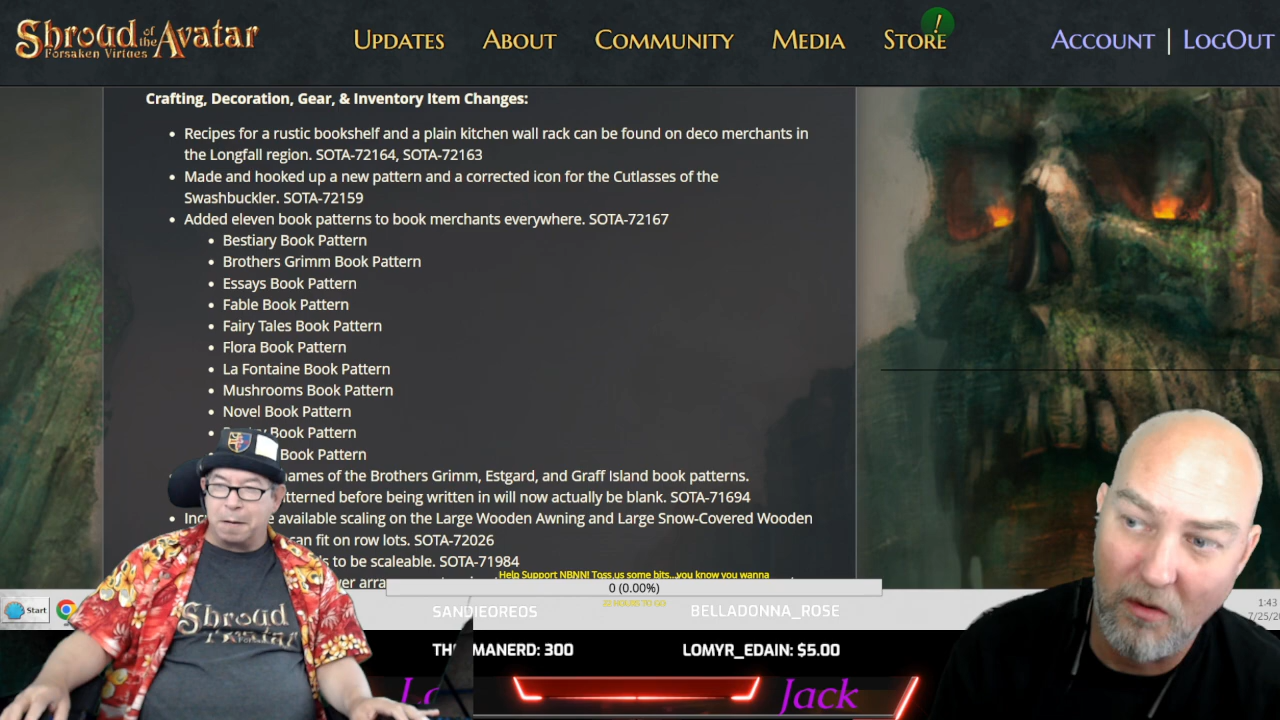 Shroud of the Avatar
Forsaken Virtues
Updates About Community Media Store ! Account | LogOut
Crafting, Decoration, Gear, & Inventory Item Changes:
• Recipes for a rustic bookshelf and a plain kitchen wall rack can be found on deco merchants in
the Longfall region. SOTA-72164, SOTA-72163
• Made and hooked up a new pattern and a corrected icon for the Cutlasses of the
Swashbuckler. SOTA-72159
• Added eleven book patterns to book merchants everywhere. SOTA-72167
• Bestiary Book Pattern
• Brothers Grimm Book Pattern
• Essays Book Pattern
• Fable Book Pattern
• Fairy Tales Book Pattern
• Flora Book Pattern
• La Fontaine Book Pattern
• Mushrooms Book Pattern
• Novel Book Pattern
• Book Pattern
Book Pattern
names of the Brothers Grimm, Estgard, and Graff Island book patterns.
before being written in will now actually be blank. SOTA-71694
• available scaling on the Large Wooden Awning and Large Snow-Covered Wooden
can fit on row lots. SOTA-72026
to be scaleable. SOTA-71984
Help Support NBNN! Toss us some bits...you know you wanna
0 (0.00%)
Start
1:43
SANDIEOREOS BELLADONNA_ROSE
MANERD: 300 LOMYR_EDAIN: $5.00
Jack
Shroud